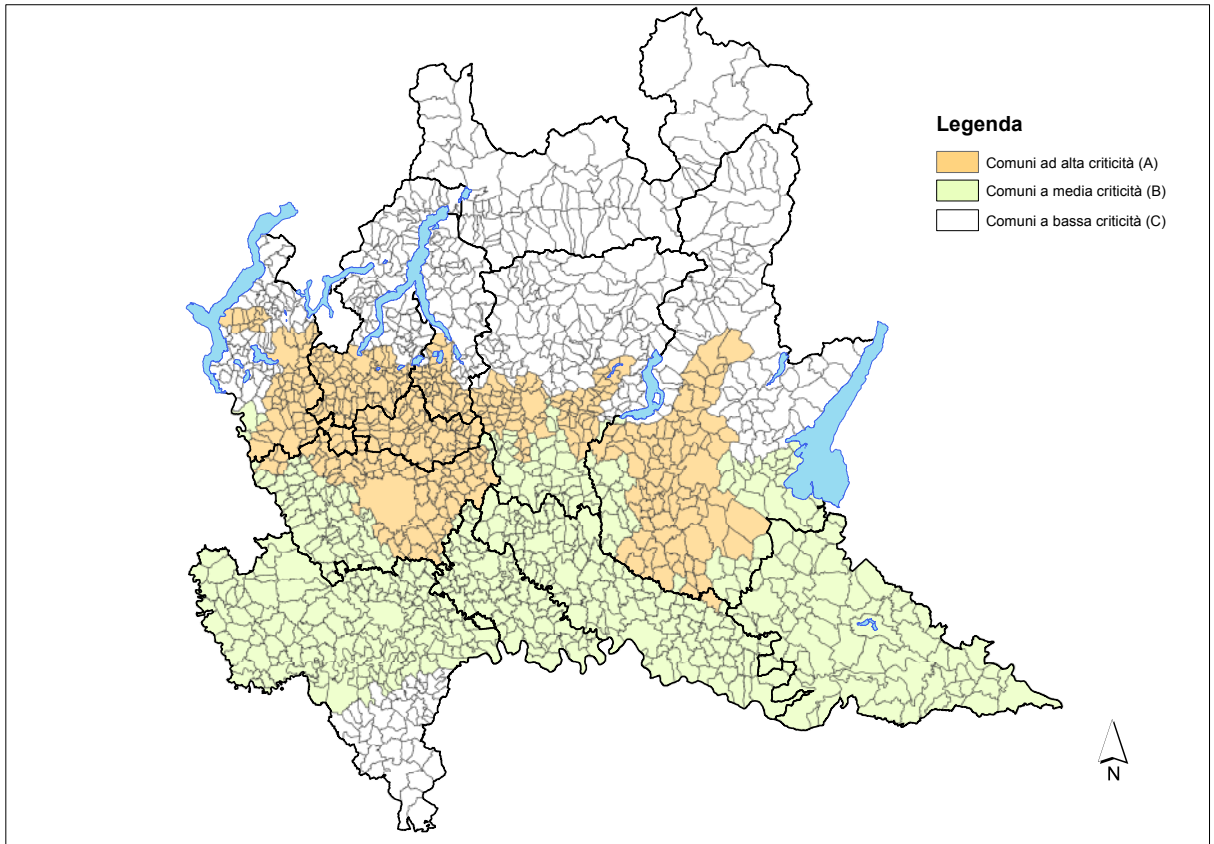 Legenda
Comuni ad alta criticità (A)
Comuni a media criticità (B)
Comuni a bassa criticità (C)
N